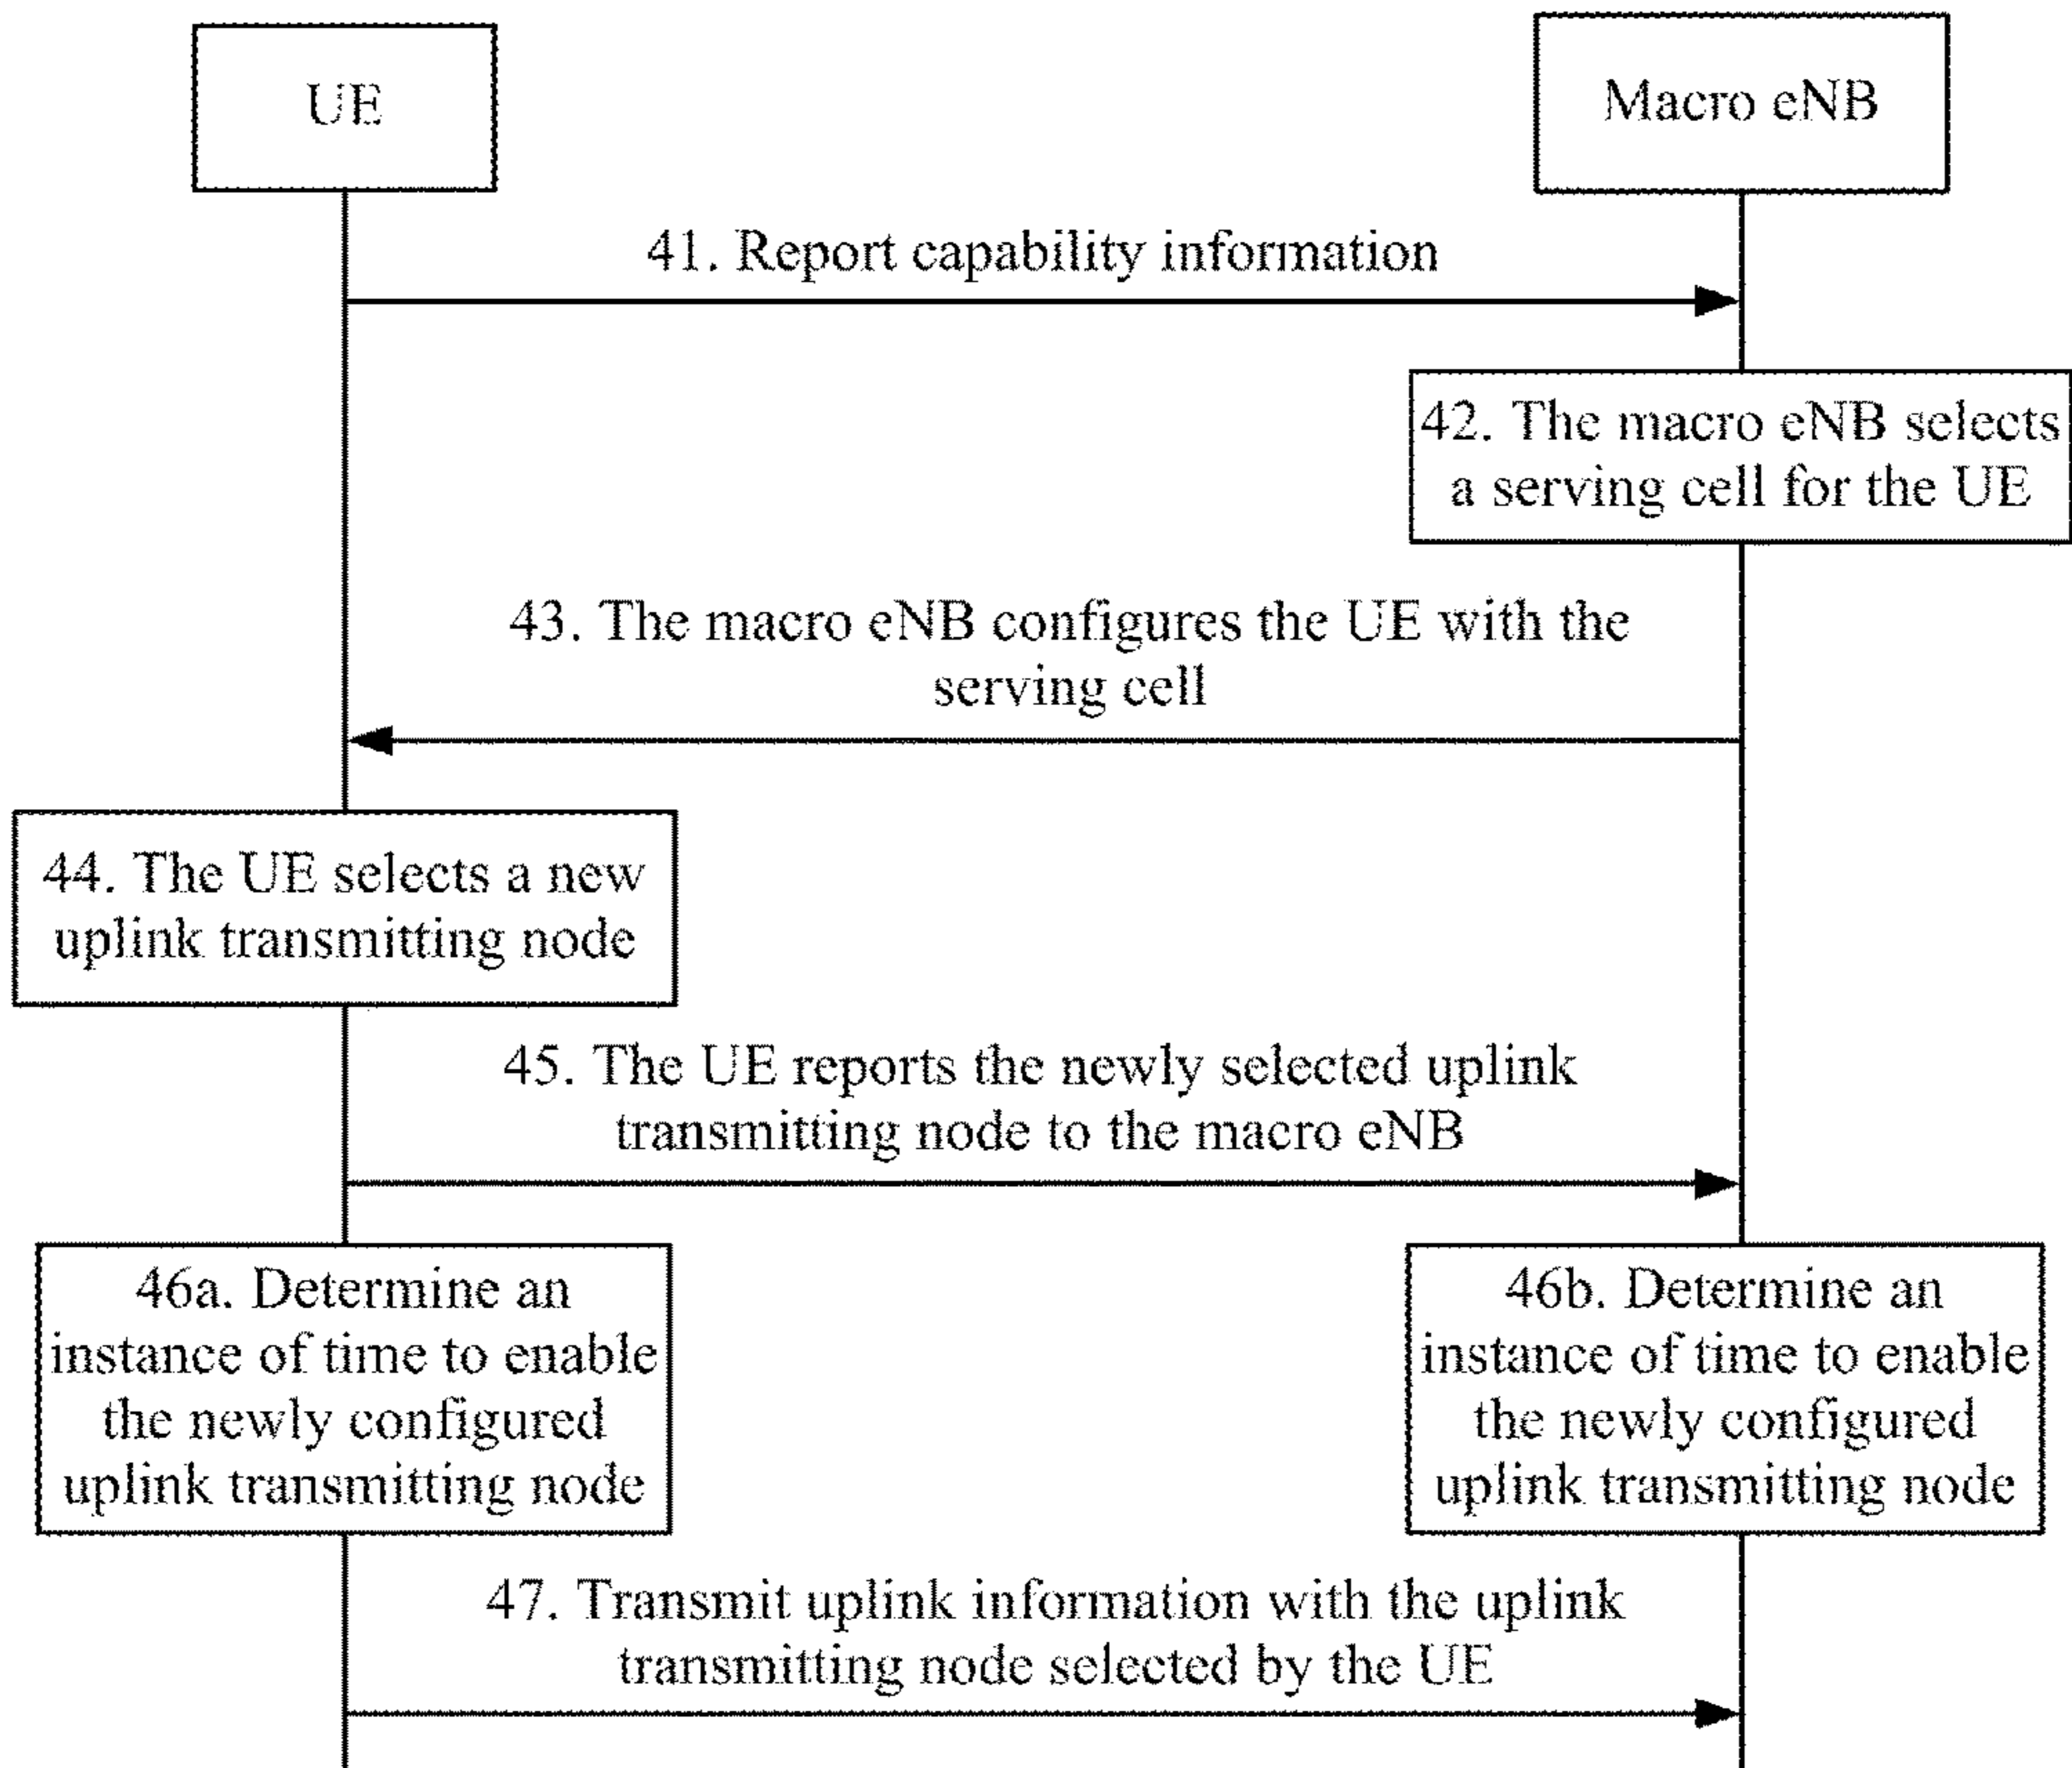 UE
Macro eNB
41. Report capability information
42. The macro eNB selects
a serving cell for the UE
43. The macro eNB configures the UE with the
serving cell
44. The UE selects a new
uplink transmitting node
45. The UE reports the newly selected uplink
transmitting node to the macro eNB
46a. Determine an
instance of time to enable
the newly configured
uplink transmitting node
46b. Determine an
instance of time to enable
the newly configured
uplink transmitting node
47. Transmit uplink information with the uplink
transmitting node selected by the UE